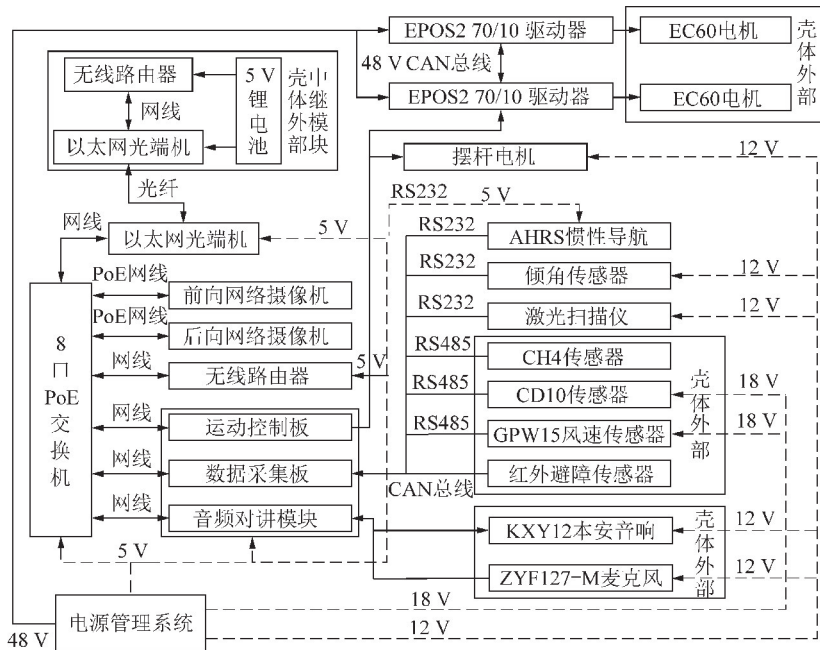 EPOS2 70/10 驱动器
EC60电机
壳体外部
48 V
CAN总线
EPOS2 70/10 驱动器
EC60电机
无线路由器
网线
以太网光端机
5 V锂电池
中继模块
壳体外部
光纤
摆杆电机
12 V
RS232
5 V
网线
以太网光端机
5 V
RS232
AHRS惯性导航
PoE网线
前向网络摄像机
RS232
倾角传感器
12 V
PoE网线
后向网络摄像机
RS232
激光扫描仪
12 V
8口PoE交换机
网线
无线路由器
5 V
RS485
CH4传感器
壳体外部
RS485
CD10传感器
18 V
网线
运动控制板
RS485
GPW15风速传感器
18 V
网线
数据采集板
CAN总线
红外避障传感器
网线
音频对讲模块
KXY12本安音响
壳体外部
12 V
5 V
ZYF127-M麦克风
12 V
电源管理系统
18 V
12 V
48 V